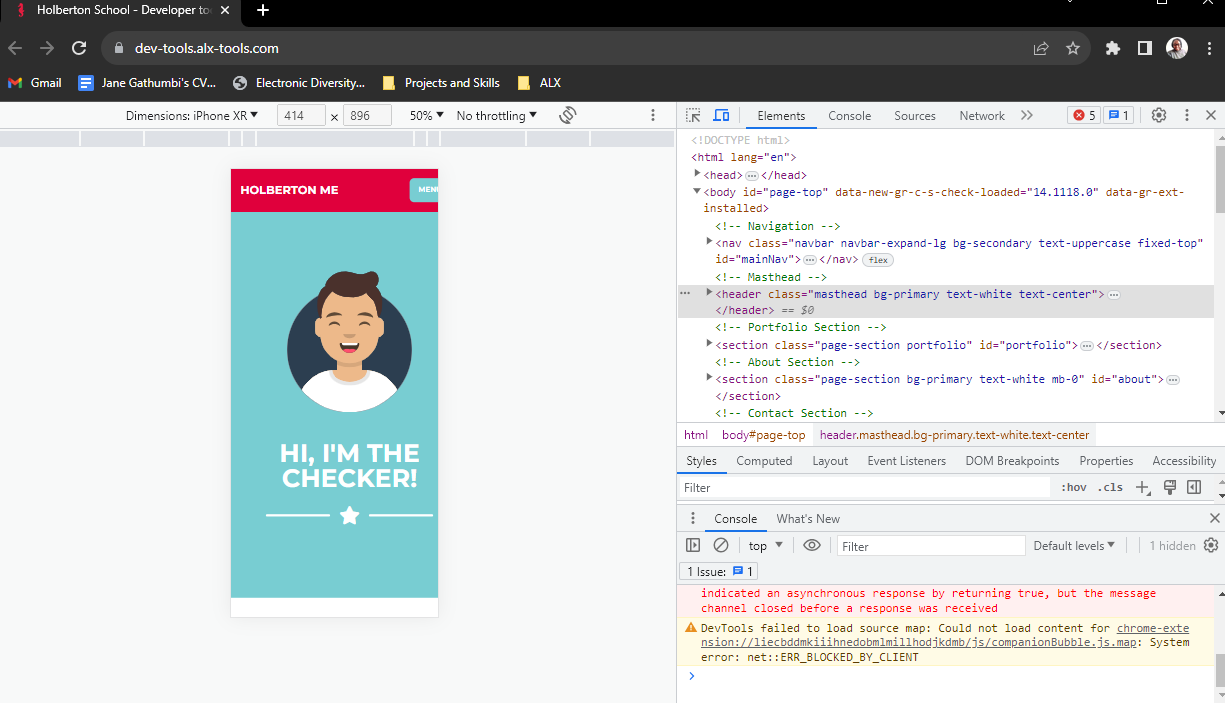 Holberton School - Developer to
dev-tools.alx-tools.com
Gmail
Jane Gathumbi's CV...
Electronic Diversity...
Projects and Skills
ALX
Dimensions: iPhone XR ▼ 414 × 896 50% ▼ No throttling ▼
HOLBERTON ME
MENU
HI, I'M THE
CHECKER!
Elements Console Sources Network >> 5 1
<!DOCTYPE html>
<html lang="en">
<head>…</head>
<body id="page-top" data-new-gr-c-s-check-loaded="14.1118.0" data-gr-ext-
installed>
<!-- Navigation -->
<nav class="navbar navbar-expand-lg bg-secondary text-uppercase fixed-top"
id="mainNav">…</nav> flex
<!-- Masthead -->
… <header class="masthead bg-primary text-white text-center">…
</header> == $0
<!-- Portfolio Section -->
<section class="page-section portfolio" id="portfolio">…</section>
<!-- About Section -->
<section class="page-section bg-primary text-white mb-0" id="about">…
</section>
<!-- Contact Section -->
html body#page-top header.masthead.bg-primary.text-white.text-center
Styles Computed Layout Event Listeners DOM Breakpoints Properties Accessibility
Filter :hov .cls
Console What's New
top ▼ Filter Default levels ▼ 1 hidden
1 Issue: 1
indicated an asynchronous response by returning true, but the message
channel closed before a response was received
DevTools failed to load source map: Could not load content for chrome-exte
nsion://liecbddmkiiihnedobmlmillhodjkdmb/js/companionBubble.js.map: System
error: net::ERR_BLOCKED_BY_CLIENT